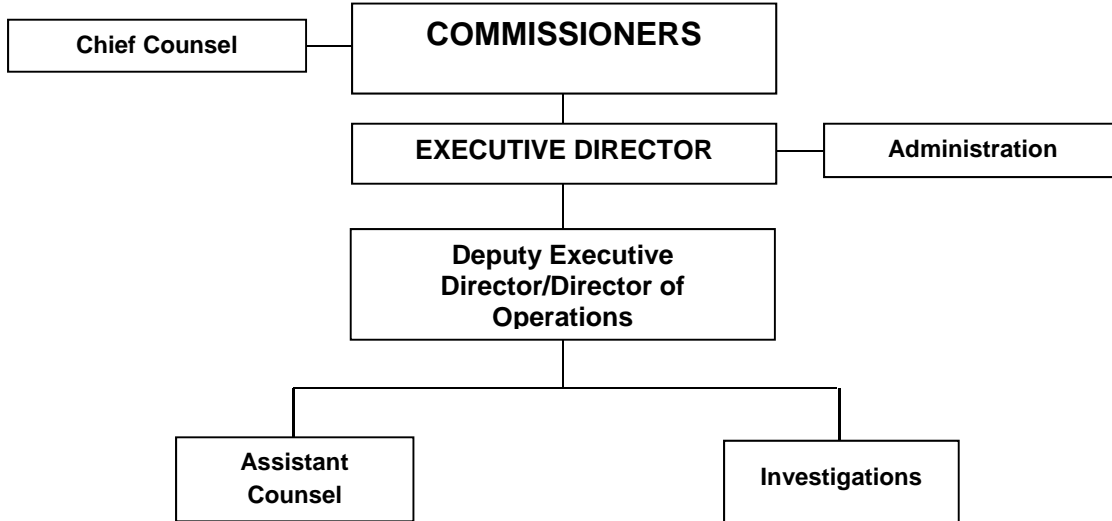 COMMISSIONERS
Chief Counsel
EXECUTIVE DIRECTOR
Administration
Deputy Executive
Director/Director of
Operations
Assistant
Counsel
Investigations